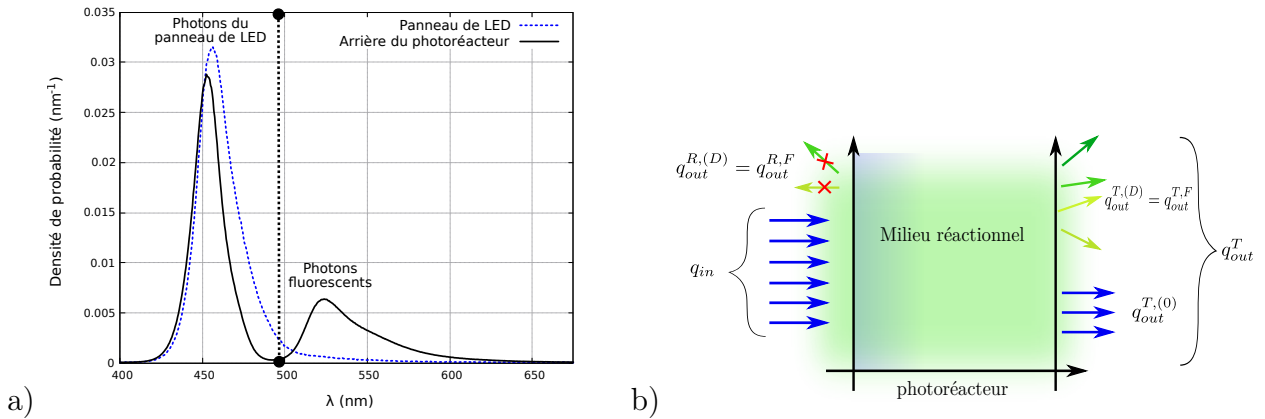 Photons du
panneau de LED
Panneau de LED
Arrière du photoréacteur
Photons
fluorescents
Densité de probabilité (nm⁻¹)
0.035
0.03
0.025
0.02
0.015
0.01
0.005
0
400
450
500
550
600
650
λ (nm)
a)
q_{out}^{R,(D)} = q_{out}^{R,F}
q_{in}
Milieu réactionnel
q_{out}^{T,(D)} = q_{out}^{T,F}
q_{out}^{T}
q_{out}^{T,(0)}
photoréacteur
b)